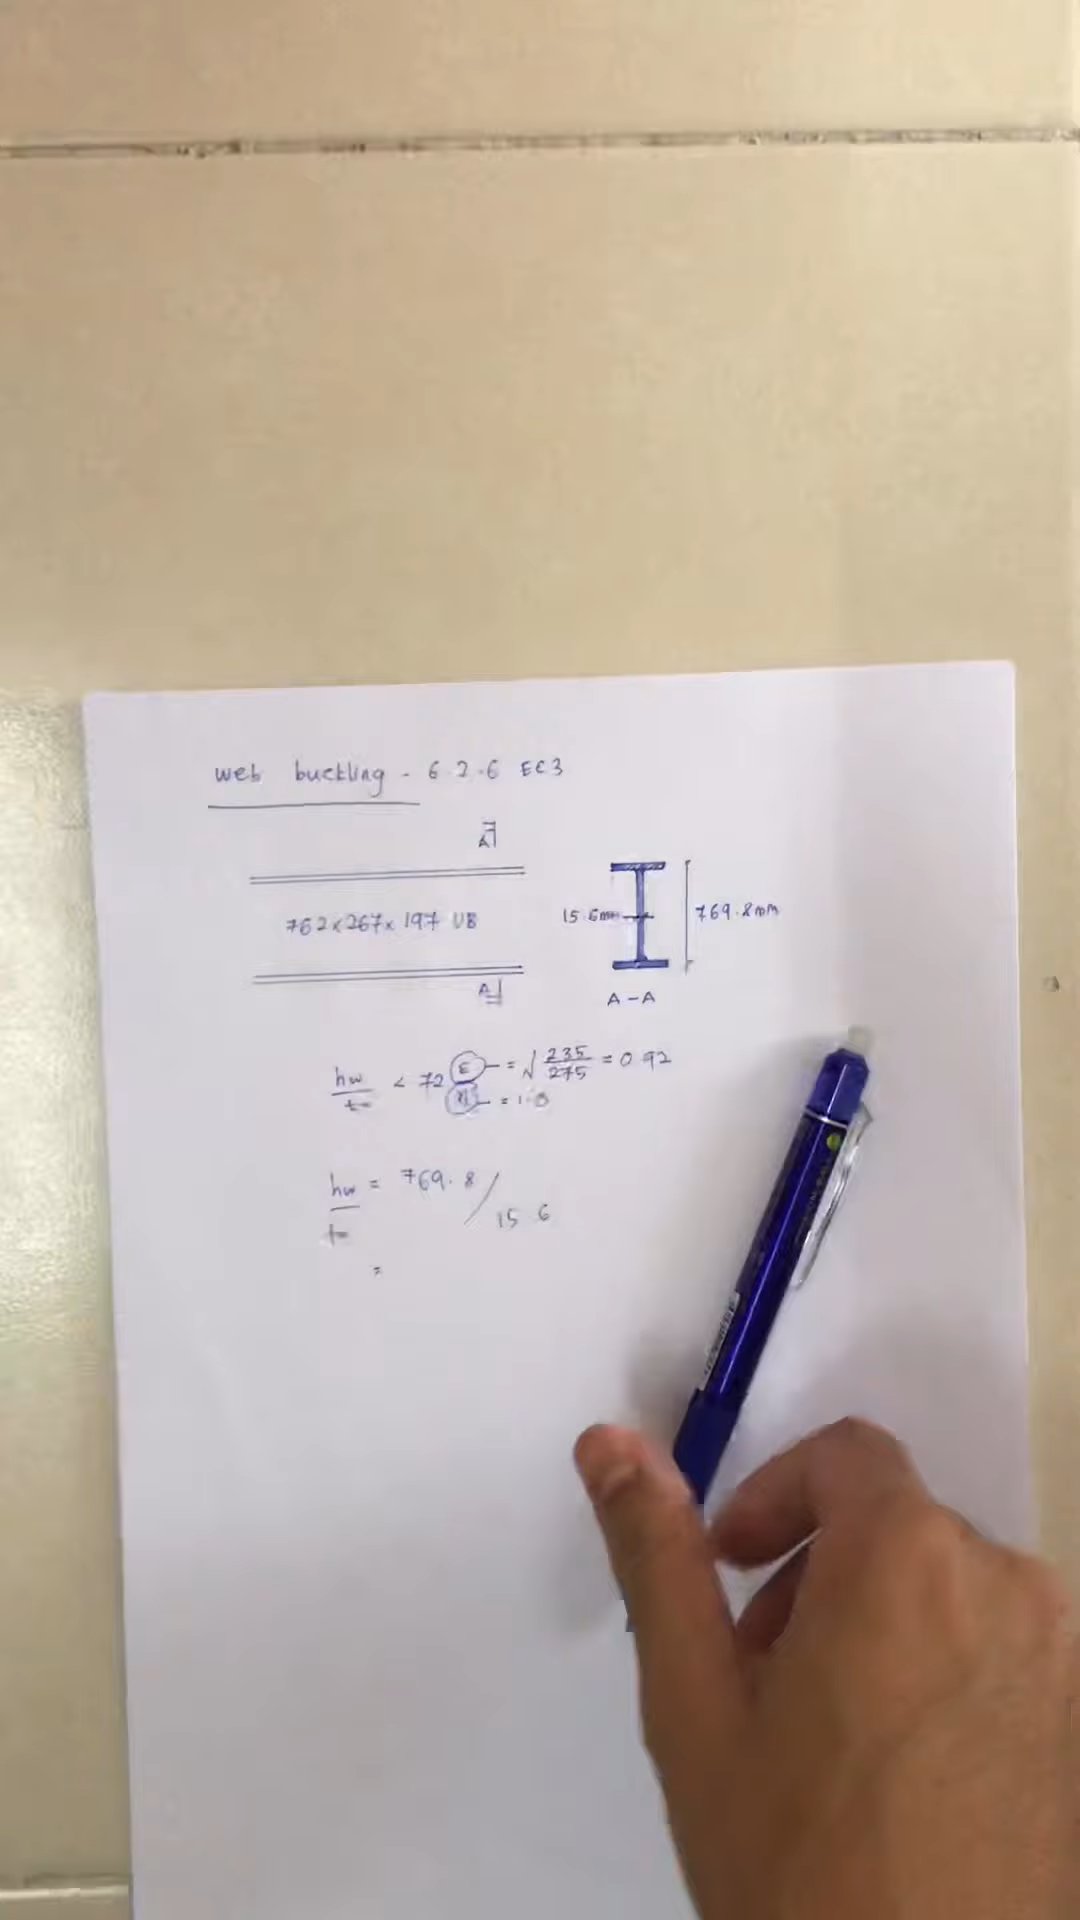 web buckling - 6.2.6 EC3
A
762x267x197 UB
15.6mm
769.8mm
A
A-A
hw/tw < 72 ε/η
ε = √235/275 = 0.92
η = 1.0
hw/tw = 769.8/15.6
=